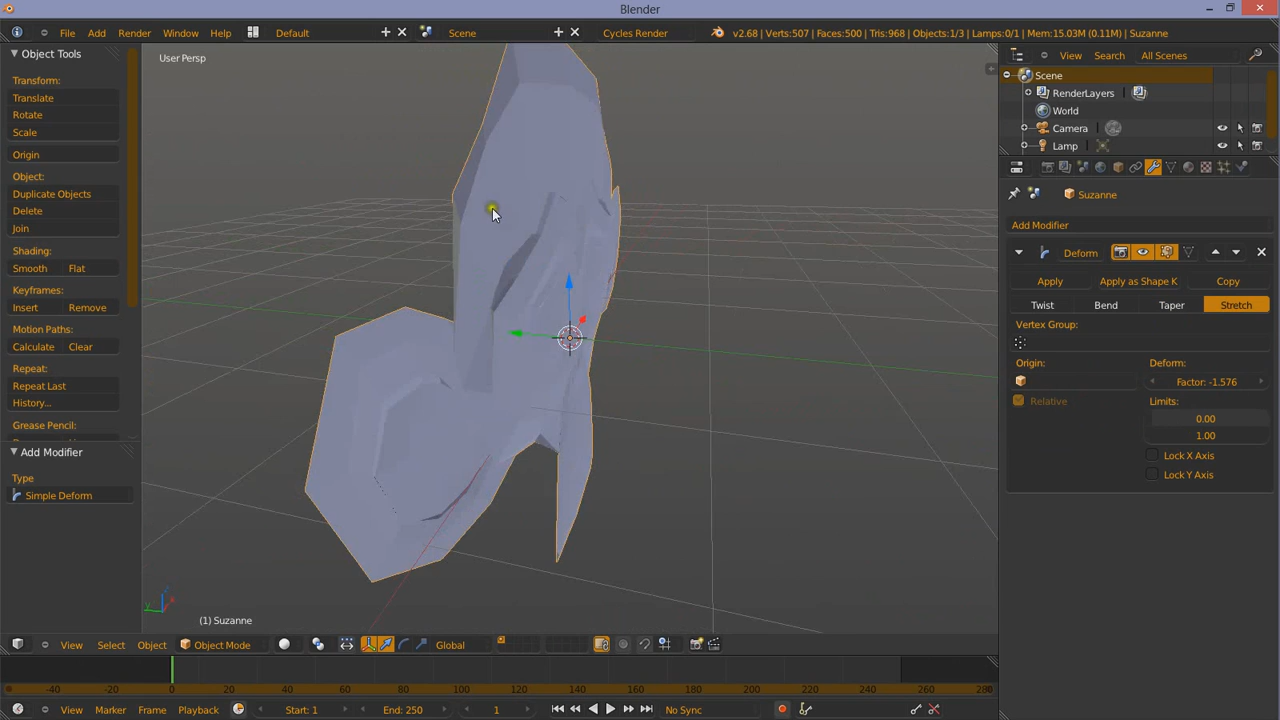 Blender
File Add Render Window Help Default Scene Cycles Render v2.68 | Verts:507 | Faces:500 | Tris:968 | Objects:1/3 | Lamps:0/1 | Mem:15.03M (0.11M) | Suzanne
Object Tools
Transform:
Translate
Rotate
Scale
Origin
Object:
Duplicate Objects
Delete
Join
Shading:
Smooth Flat
Keyframes:
Insert Remove
Motion Paths:
Calculate Clear
Repeat:
Repeat Last
History...
Grease Pencil:
Add Modifier
Type
Simple Deform
User Persp
(1) Suzanne
View Select Object Object Mode Global
View Search All Scenes
Scene
RenderLayers
World
Camera
Lamp
Suzanne
Add Modifier
Deform
Apply Apply as Shape K Copy
Twist Bend Taper Stretch
Vertex Group:
Origin: Deform:
Factor: -1.576
Relative Limits:
0.00
1.00
Lock X Axis
Lock Y Axis
-40 -20 0 20 40 60 80 100 120 140 160 180 200 220 240 260 280
View Marker Frame Playback Start: 1 End: 250 1 No Sync